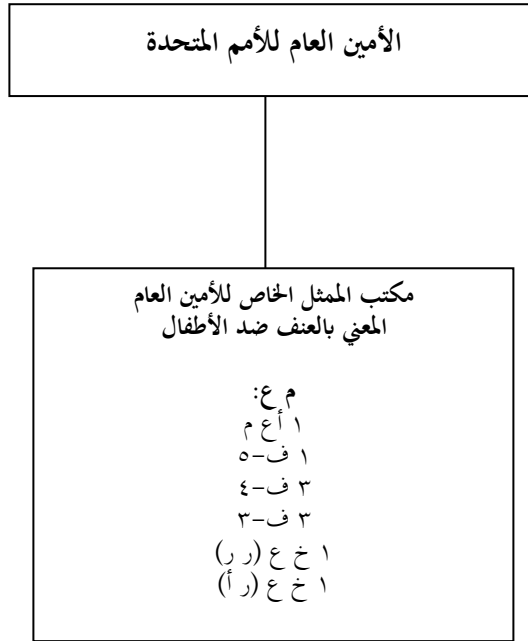 الأمين العام للأمم المتحدة
مكتب الممثل الخاص للأمين العام
المعني بالعنف ضد الأطفال
م ع:
١ أ ع م
١ ف-٥
٣ ف-٤
٣ ف-٣
١ خ ع (ر ر)
١ خ ع (ر أ)